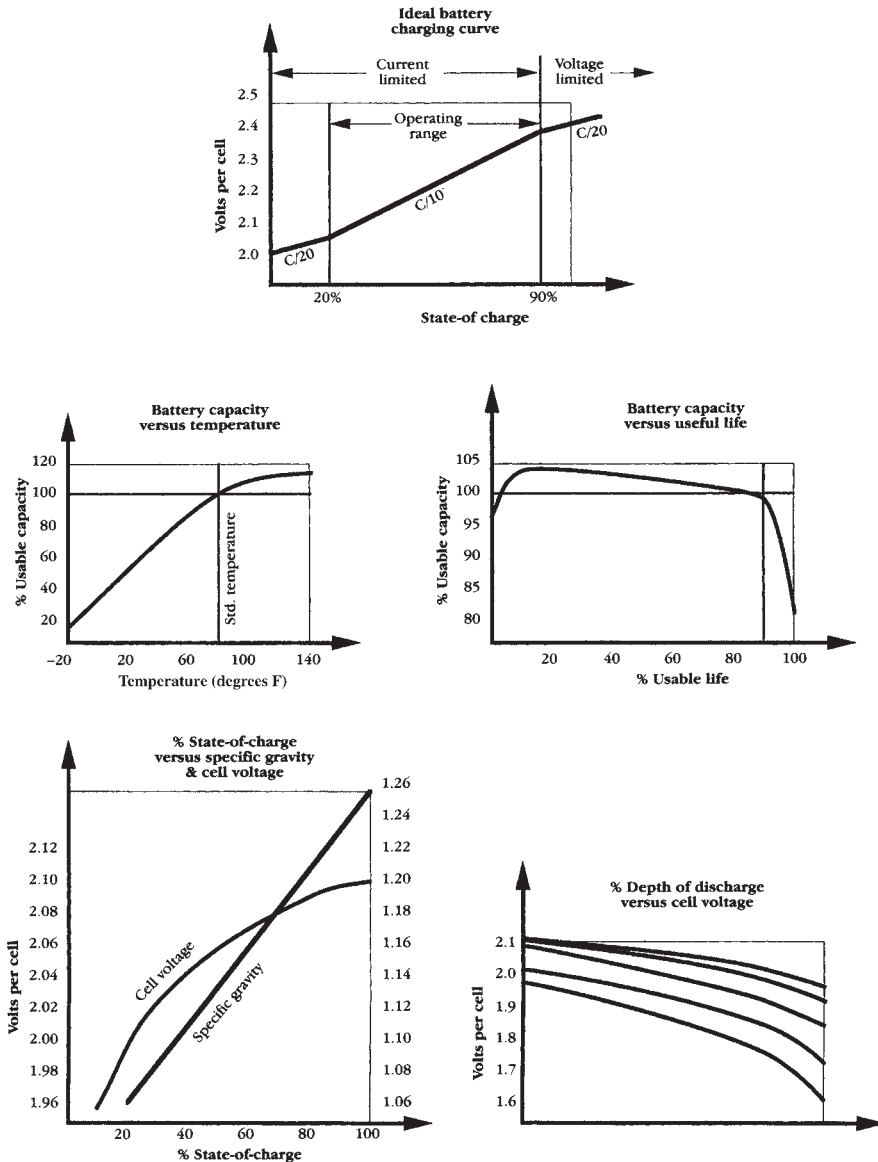 Ideal battery
charging curve
Current
limited
Voltage
limited
Operating
range
Volts per cell
2.5
2.4
2.3
2.2
2.1
2.0
C/20
C/10
C/20
20%
90%
State-of charge
Battery capacity
versus temperature
% Usable capacity
120
100
80
60
40
20
Std. temperature
-20
20
60
100
140
Temperature (degrees F)
Battery capacity
versus useful life
% Usable capacity
105
100
95
90
85
80
20
40
60
80
100
% Usable life
% State-of-charge
versus specific gravity
& cell voltage
Volts per cell
2.12
2.10
2.08
2.06
2.04
2.02
2.00
1.98
1.96
Cell voltage
Specific gravity
1.26
1.24
1.22
1.20
1.18
1.16
1.14
1.12
1.10
1.08
1.06
20
40
60
80
100
% State-of-charge
% Depth of discharge
versus cell voltage
Volts per cell
2.1
2.0
1.9
1.8
1.7
1.6